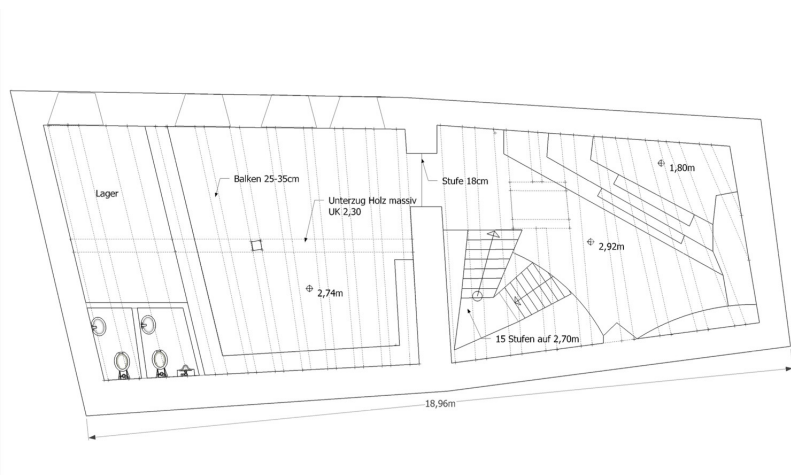 Lager
Balken 25-35cm
Unterzug Holz massiv
UK 2,30
Stufe 18cm
1,80m
2,92m
2,74m
15 Stufen auf 2,70m
18,96m